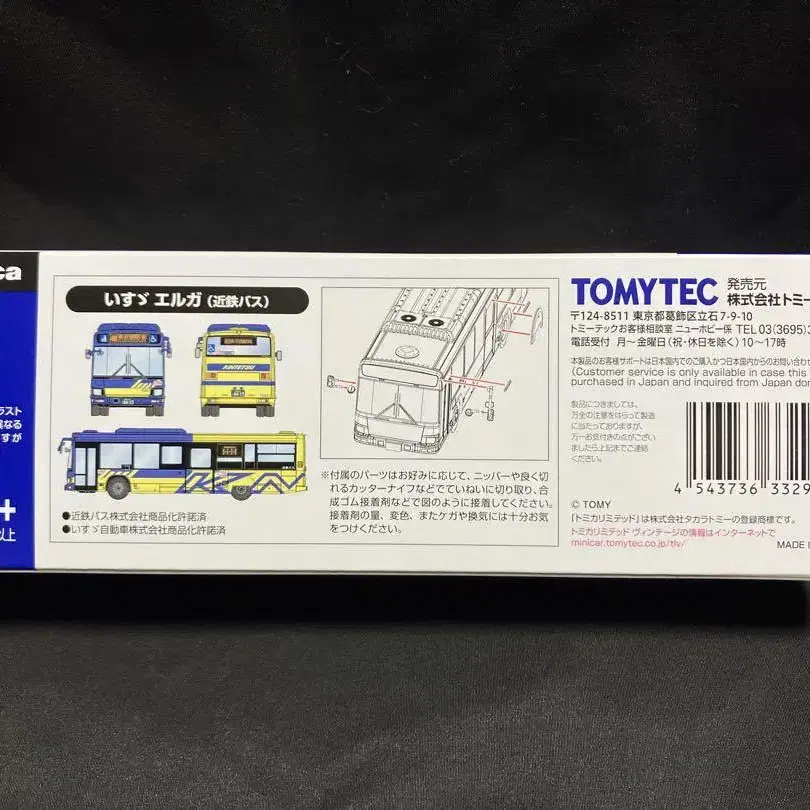 ca
ラスト
異なる
すが
+
以上
いすゞ エルガ (近鉄バス)
KINTETSU
●近鉄バス株式会社商品化許諾済
●いすゞ自動車株式会社商品化許諾済
※付属のパーツはお好みに応じて、ニッパーや良く切
れるカッターナイフなどでていねいに切り取り、合
成ゴム接着剤などで図のように接着してください。
接着剤の量、変色、またケガや換気には十分お気
をつけください。
TOMYTEC 発売元
株式会社トミー
〒124-8511 東京都葛飾区立石7-9-10
トミーテックお客様相談室 ニューホビー係 TEL 03(3695)3
電話受付 月〜金曜日(祝・休日を除く) 10〜17時
本製品のお客様サポートは日本国内でのご購入かつ日本国内からのお問い合わせ
(Customer service is only available in case this
purchased in Japan and inquired from Japan dom
製品につきましては、
万全の注意をはらって製造
に当たっておりますが、
万一お気付きの点がござい
ましたら上記までご連絡
ください。
4 543736 3329
© TOMY
「トミカリミテッド」は株式会社タカラトミーの登録商標です。
トミカリミテッド ヴィンテージの情報はインターネットで
minicar.tomytec.co.jp/tlv/
MADE I